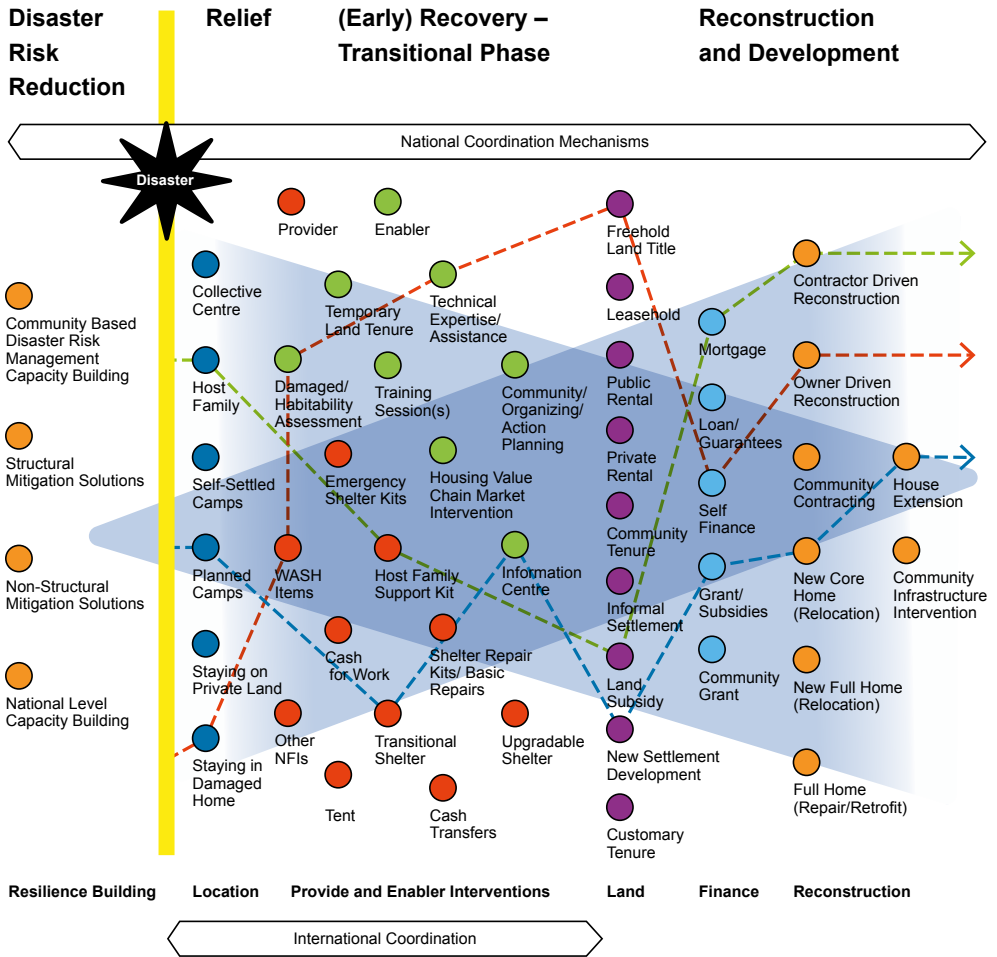 Disaster
Risk
Reduction
Relief
(Early) Recovery –
Transitional Phase
Reconstruction
and Development
National Coordination Mechanisms
Disaster
Provider
Enabler
Community Based
Disaster Risk
Management
Capacity Building
Structural
Mitigation Solutions
Non-Structural
Mitigation Solutions
National Level
Capacity Building
Collective
Centre
Host
Family
Self-Settled
Camps
Planned
Camps
Staying on
Private Land
Staying in
Damaged
Home
Temporary
Land Tenure
Technical
Expertise/
Assistance
Damaged/
Habitability
Assessment
Training
Session(s)
Community/
Organizing/
Action
Planning
Emergency
Shelter Kits
Housing Value
Chain Market
Intervention
WASH
Items
Host Family
Support Kit
Information
Centre
Cash
for Work
Shelter Repair
Kits/ Basic
Repairs
Other
NFIs
Transitional
Shelter
Upgradable
Shelter
Tent
Cash
Transfers
Freehold
Land Title
Leasehold
Public
Rental
Private
Rental
Community
Tenure
Informal
Settlement
Land
Subsidy
New Settlement
Development
Customary
Tenure
Mortgage
Loan/
Guarantees
Self
Finance
Grant/
Subsidies
Community
Grant
Contractor Driven
Reconstruction
Owner Driven
Reconstruction
Community
Contracting
House
Extension
New Core
Home
(Relocation)
Community
Infrastructure
Intervention
New Full Home
(Relocation)
Full Home
(Repair/Retrofit)
Resilience Building
Location
Provide and Enabler Interventions
Land
Finance
Reconstruction
International Coordination